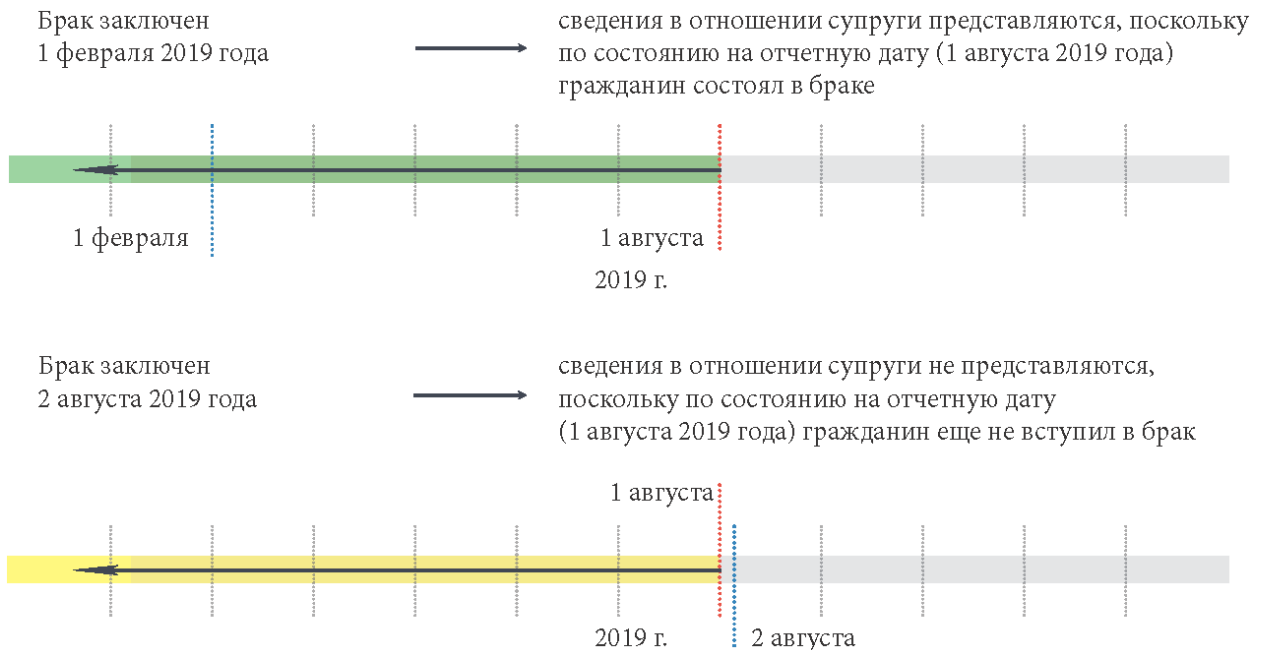 Брак заключен
1 февраля 2019 года
сведения в отношении супруги представляются, поскольку
по состоянию на отчетную дату (1 августа 2019 года)
гражданин состоял в браке
1 февраля
1 августа
2019 г.
Брак заключен
2 августа 2019 года
сведения в отношении супруги не представляются,
поскольку по состоянию на отчетную дату
(1 августа 2019 года) гражданин еще не вступил в брак
1 августа
2019 г.
2 августа